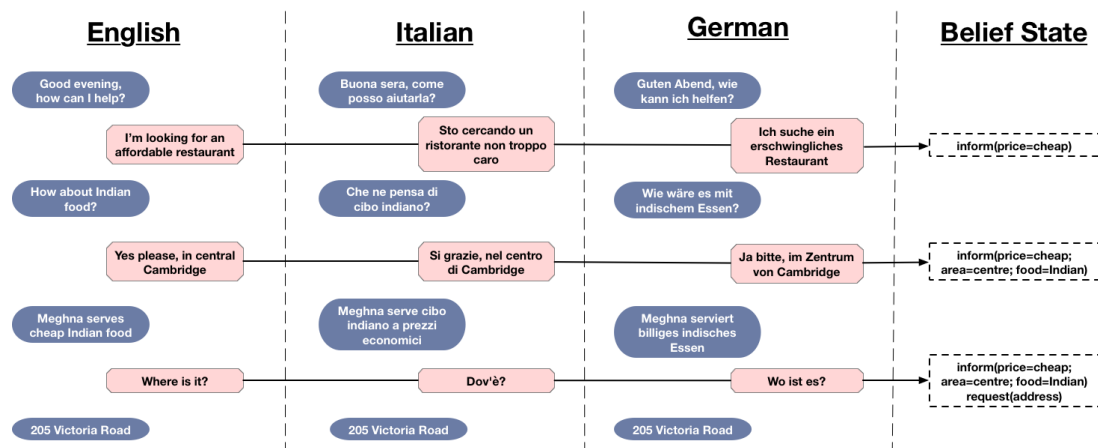 English
Italian
German
Belief State
Good evening,
how can I help?
Buona sera, come
posso aiutarla?
Guten Abend, wie
kann ich helfen?
I'm looking for an
affordable restaurant
Sto cercando un
ristorante non troppo
caro
Ich suche ein
erschwingliches
Restaurant
inform(price=cheap)
How about Indian
food?
Che ne pensa di
cibo indiano?
Wie wäre es mit
indischem Essen?
Yes please, in central
Cambridge
Si grazie, nel centro
di Cambridge
Ja bitte, im Zentrum
von Cambridge
inform(price=cheap;
area=centre; food=Indian)
Meghna serves
cheap Indian food
Meghna serve cibo
indiano a prezzi
economici
Meghna serviert
billiges indisches
Essen
Where is it?
Dov'è?
Wo ist es?
inform(price=cheap;
area=centre; food=Indian)
request(address)
205 Victoria Road
205 Victoria Road
205 Victoria Road